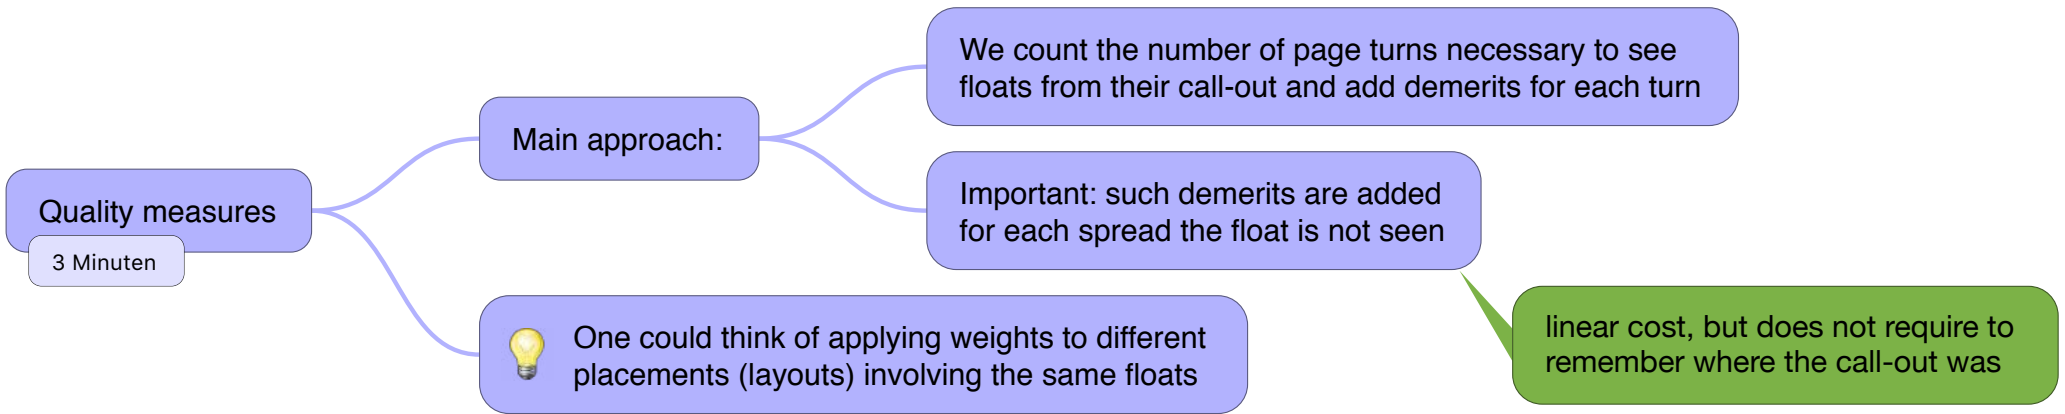 Quality measures
3 Minuten
Main approach:
We count the number of page turns necessary to see
floats from their call-out and add demerits for each turn
Important: such demerits are added
for each spread the float is not seen
linear cost, but does not require to
remember where the call-out was
One could think of applying weights to different
placements (layouts) involving the same floats